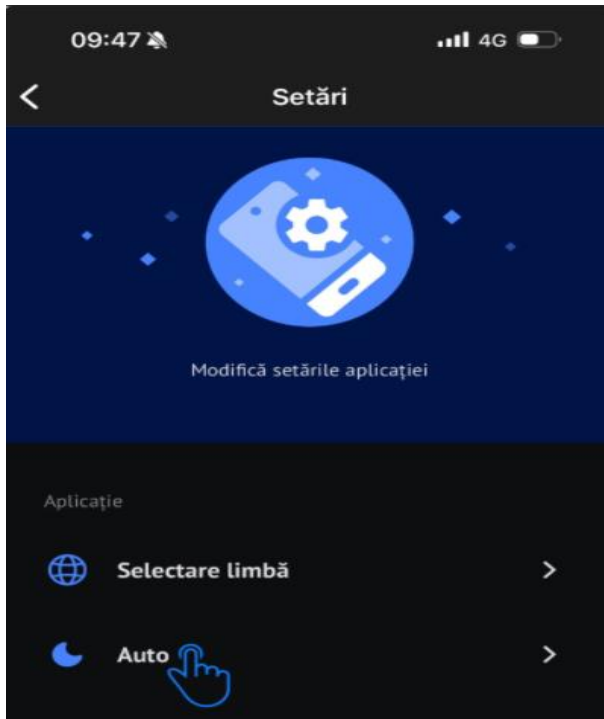 09:47
4G
Setări
Modifică setările aplicației
Aplicație
Selectare limbă
Auto